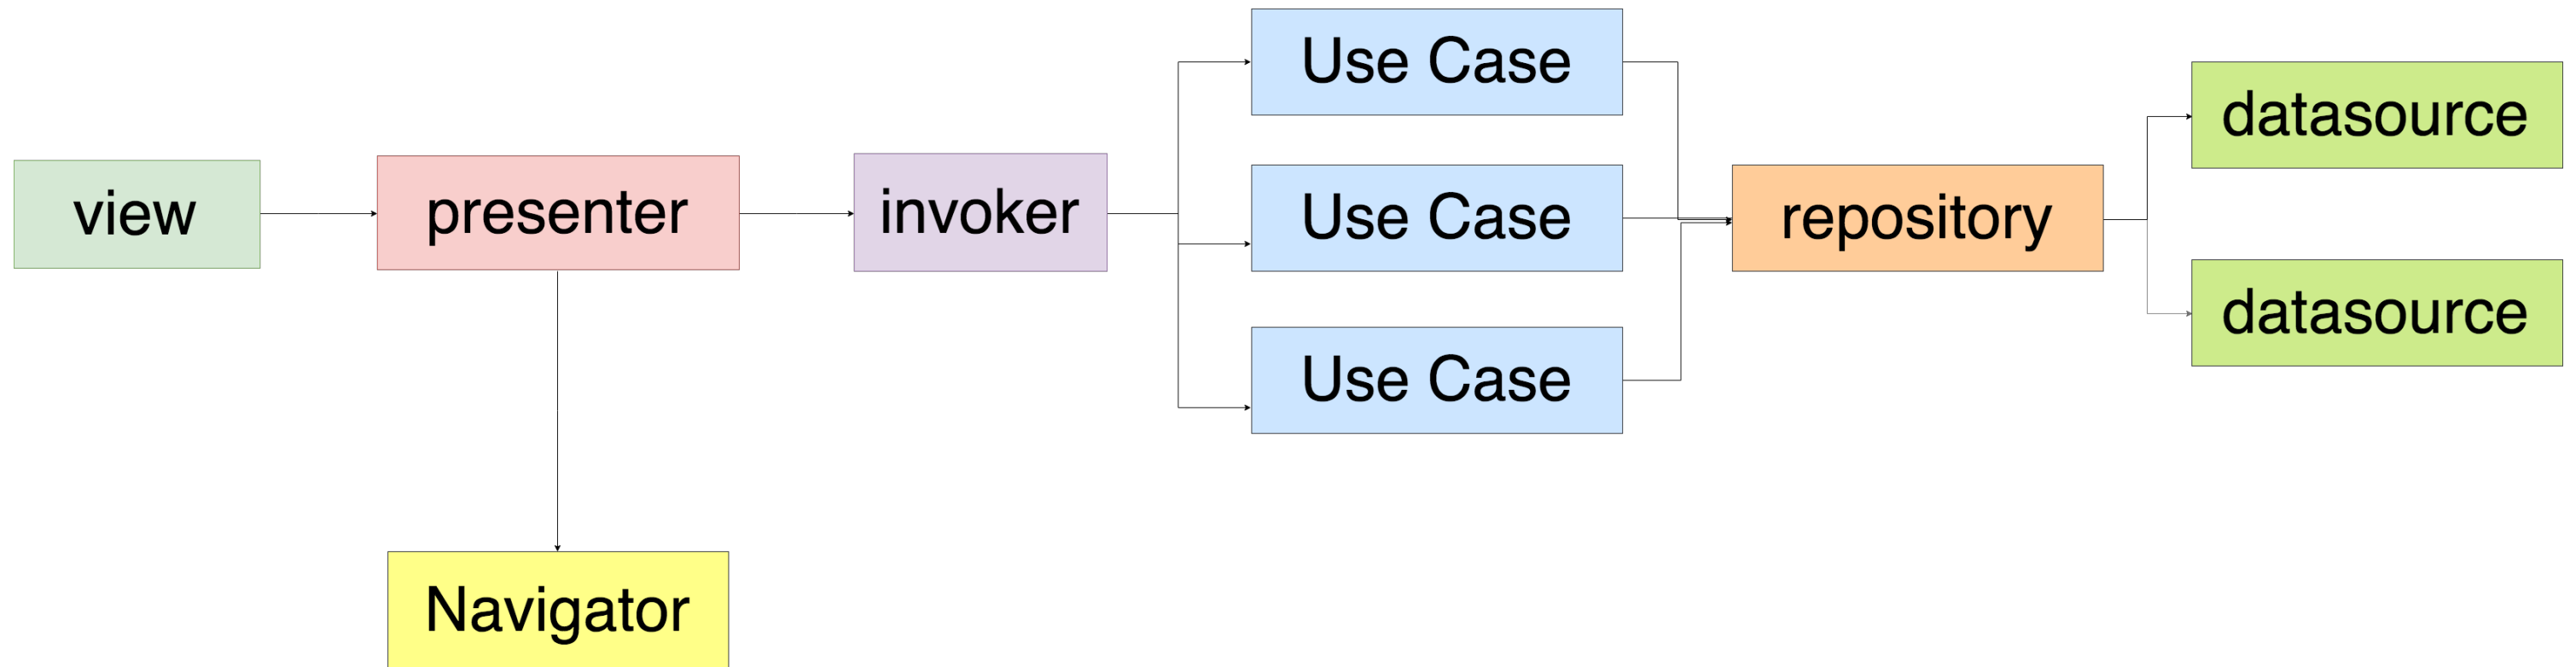 view
presenter
Navigator
invoker
Use Case
Use Case
Use Case
repository
datasource
datasource